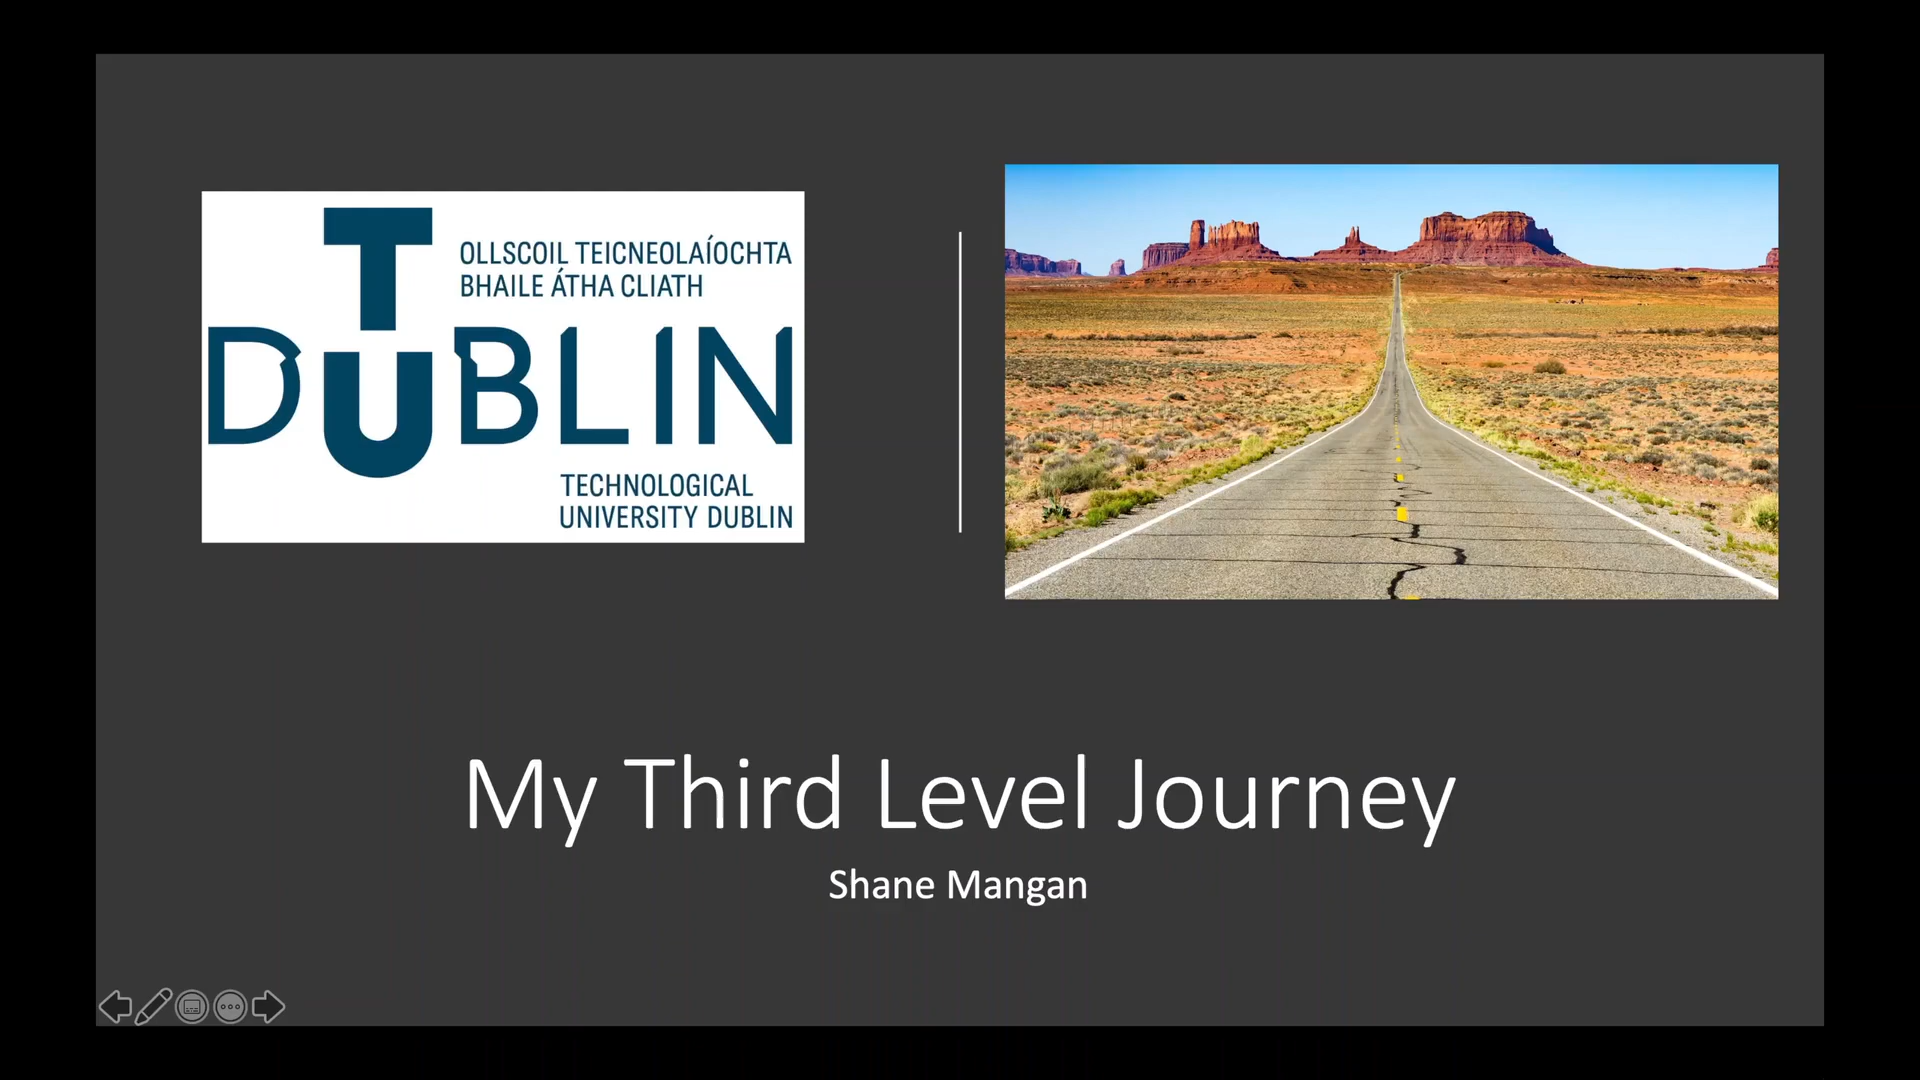 OLLSCOIL TEICNEOLAÍOCHTA
BHAILE ÁTHA CLIATH
T
DUBLIN
TECHNOLOGICAL
UNIVERSITY DUBLIN
My Third Level Journey
Shane Mangan